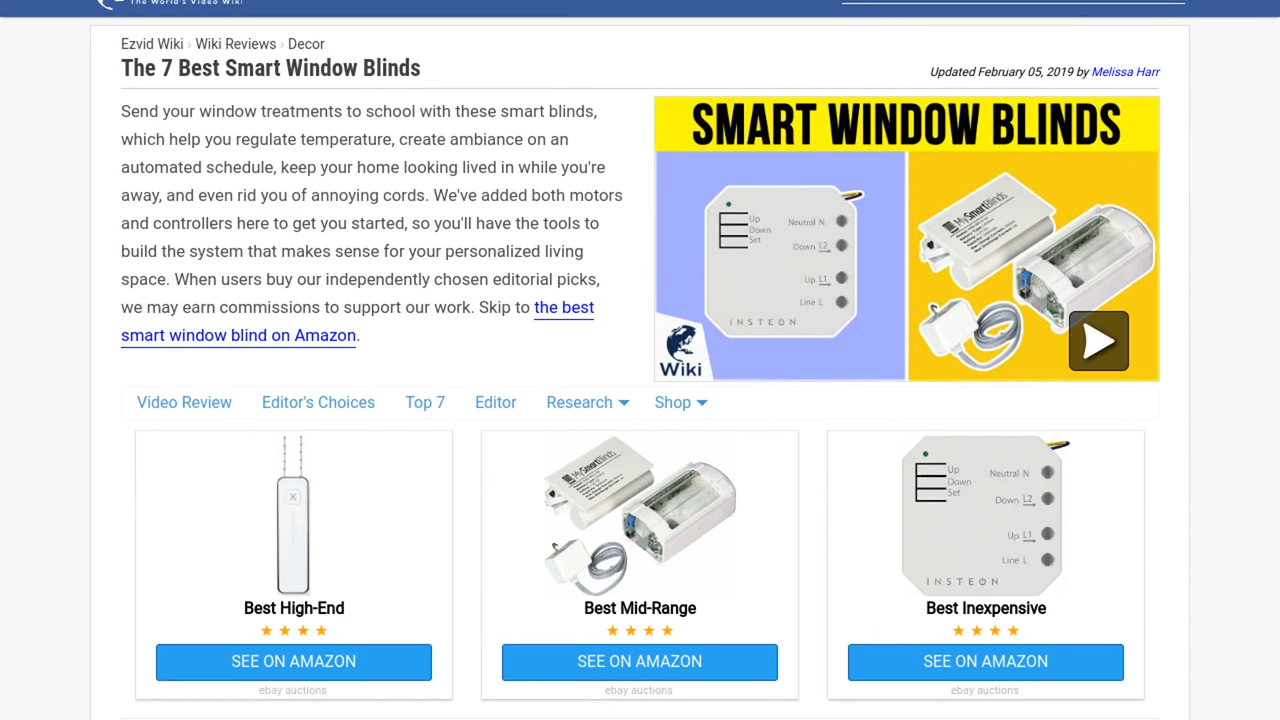 The World's Video Wiki
Ezvid Wiki › Wiki Reviews › Decor
The 7 Best Smart Window Blinds
Updated February 05, 2019 by Melissa Harr
Send your window treatments to school with these smart blinds,
which help you regulate temperature, create ambiance on an
automated schedule, keep your home looking lived in while you're
away, and even rid you of annoying cords. We've added both motors
and controllers here to get you started, so you'll have the tools to
build the system that makes sense for your personalized living
space. When users buy our independently chosen editorial picks,
we may earn commissions to support our work. Skip to the best
smart window blind on Amazon.
SMART WINDOW BLINDS
Up
Down
Set
Neutral N
Down L2
Up L1
Line L
INSTEON
MySmartBlinds
Wiki
Video Review Editor's Choices Top 7 Editor Research Shop
MySmartBlinds
Up
Down
Set
Neutral N
Down L2
Up L1
Line L
INSTEON
Best High-End Best Mid-Range Best Inexpensive
SEE ON AMAZON SEE ON AMAZON SEE ON AMAZON
ebay auctions ebay auctions ebay auctions